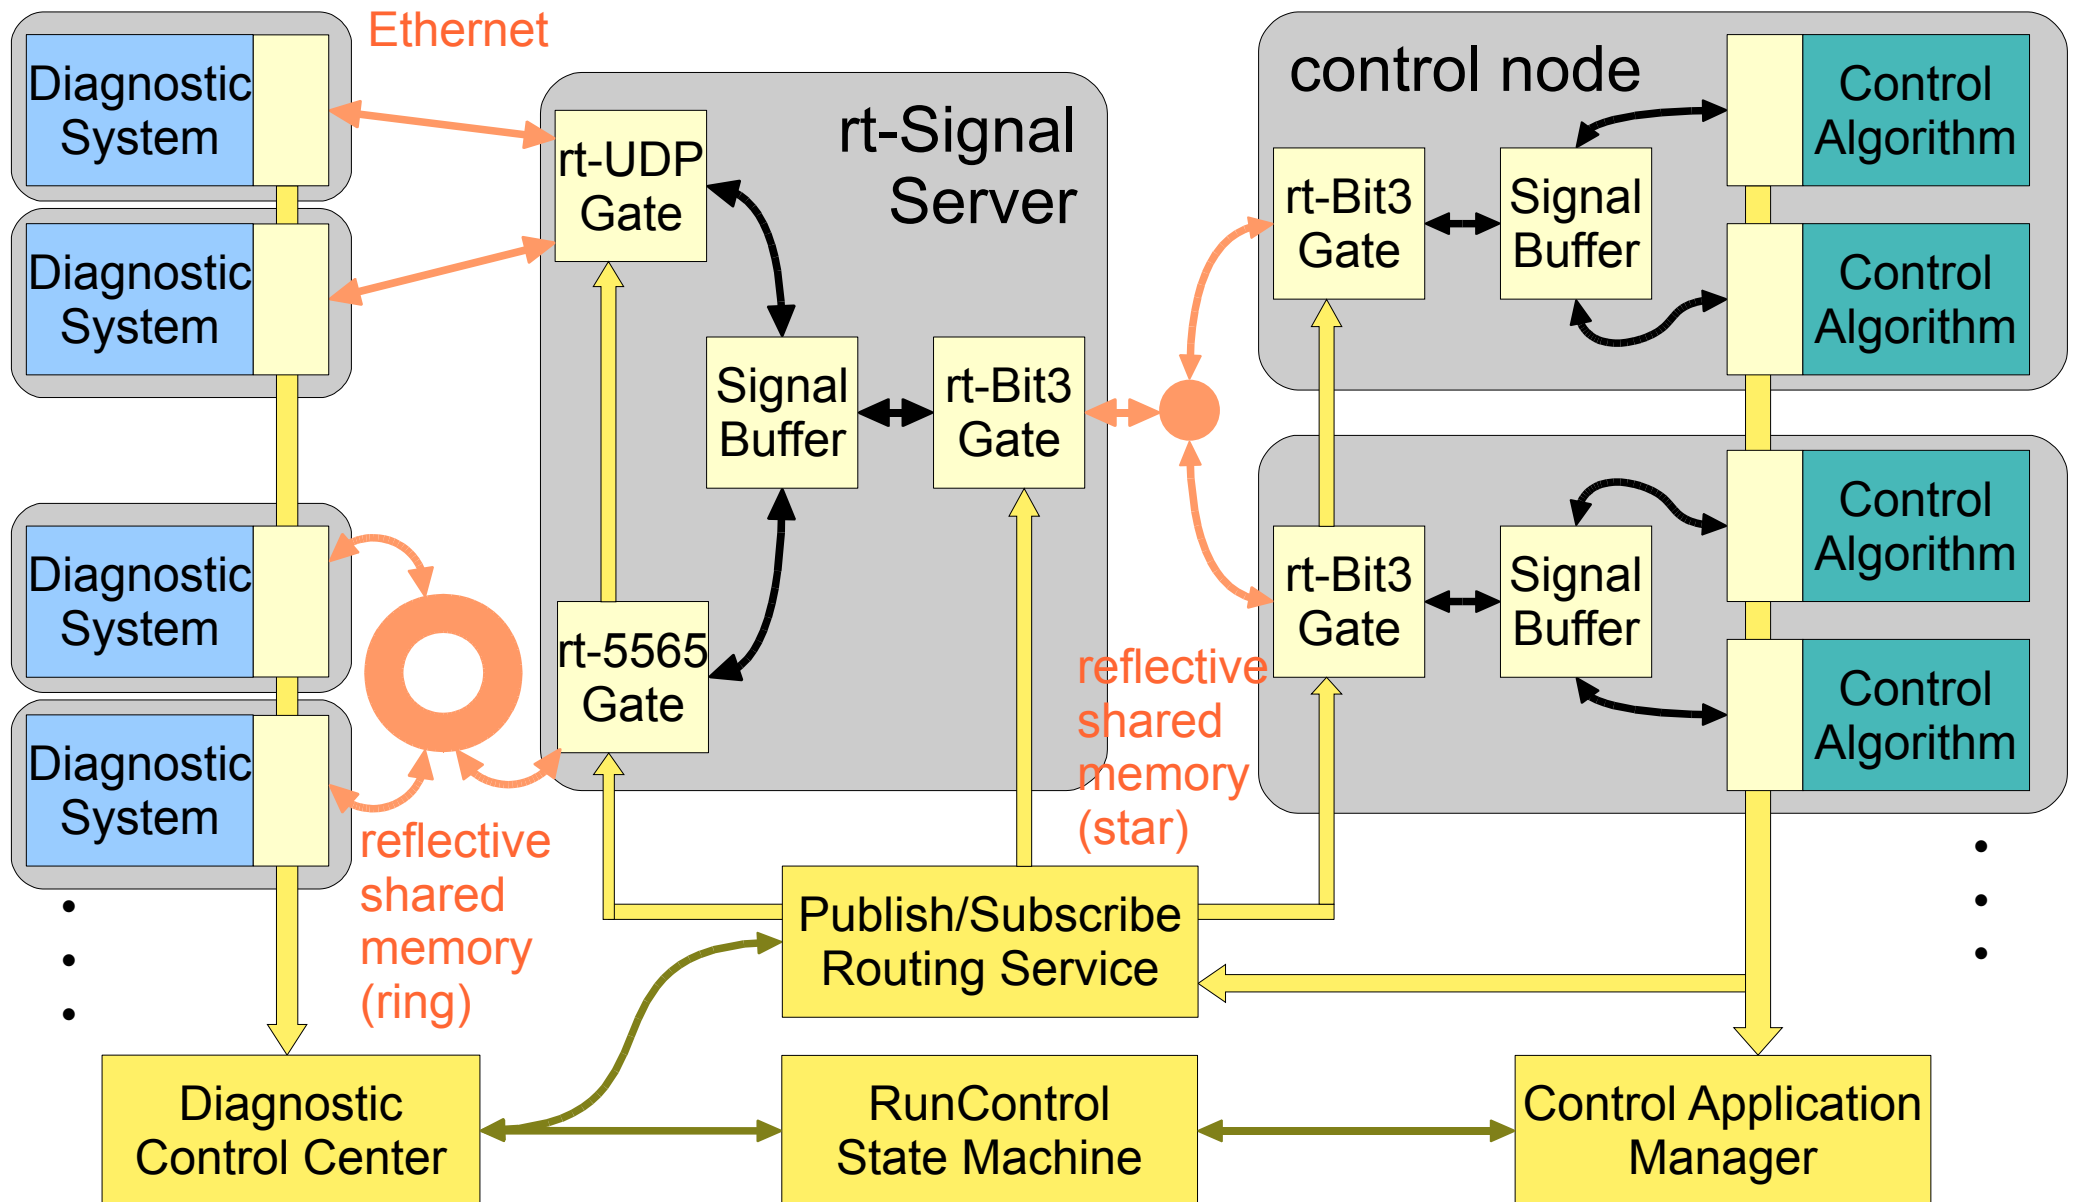 Ethernet
Diagnostic
System
Diagnostic
System
Diagnostic
System
Diagnostic
System
reflective
shared
memory
(ring)
rt-Signal
Server
rt-UDP
Gate
Signal
Buffer
rt-Bit3
Gate
rt-5565
Gate
reflective
shared
memory
(star)
control node
rt-Bit3
Gate
Signal
Buffer
Control
Algorithm
Control
Algorithm
rt-Bit3
Gate
Signal
Buffer
Control
Algorithm
Control
Algorithm
Publish/Subscribe
Routing Service
Diagnostic
Control Center
RunControl
State Machine
Control Application
Manager